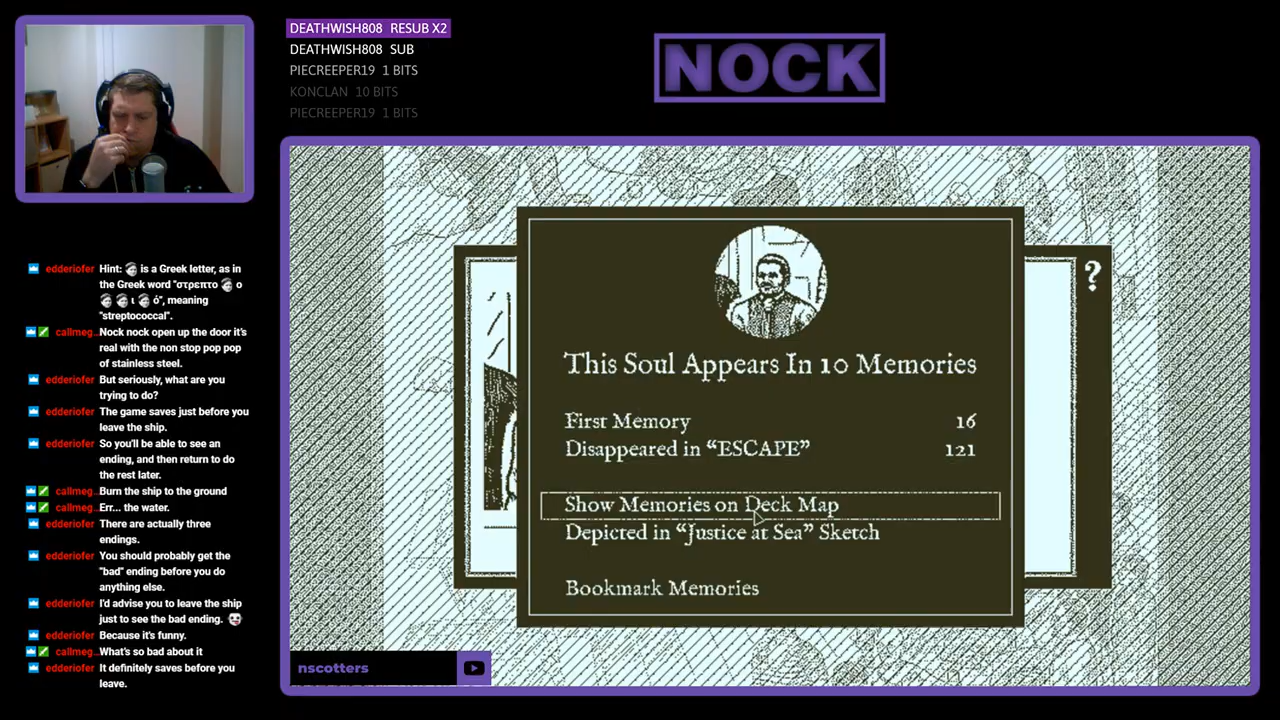 DEATHWISH808 RESUB X2
DEATHWISH808 SUB
PIECREEPER19 1 BITS
KONCLAN 10 BITS
PIECREEPER19 1 BITS
NOCK
edderiofer Hint: is a Greek letter, as in
the Greek word "στρεπτο ο
ι ό", meaning
"streptococcal".
callmeg... Nock nock open up the door it's
real with the non stop pop pop
of stainless steel.
edderiofer But seriously, what are you
trying to do?
edderiofer The game saves just before you
leave the ship.
edderiofer So you'll be able to see an
ending, and then return to do
the rest later.
callmeg... Burn the ship to the ground
callmeg... Err... the water.
edderiofer There are actually three
endings.
edderiofer You should probably get the
"bad" ending before you do
anything else.
edderiofer I'd advise you to leave the ship
just to see the bad ending.
edderiofer Because it's funny.
callmeg... What's so bad about it
edderiofer It definitely saves before you
leave.
?
This Soul Appears In 10 Memories
First Memory 16
Disappeared in "ESCAPE" 121
Show Memories on Deck Map
Depicted in "Justice at Sea" Sketch
Bookmark Memories
nscotters